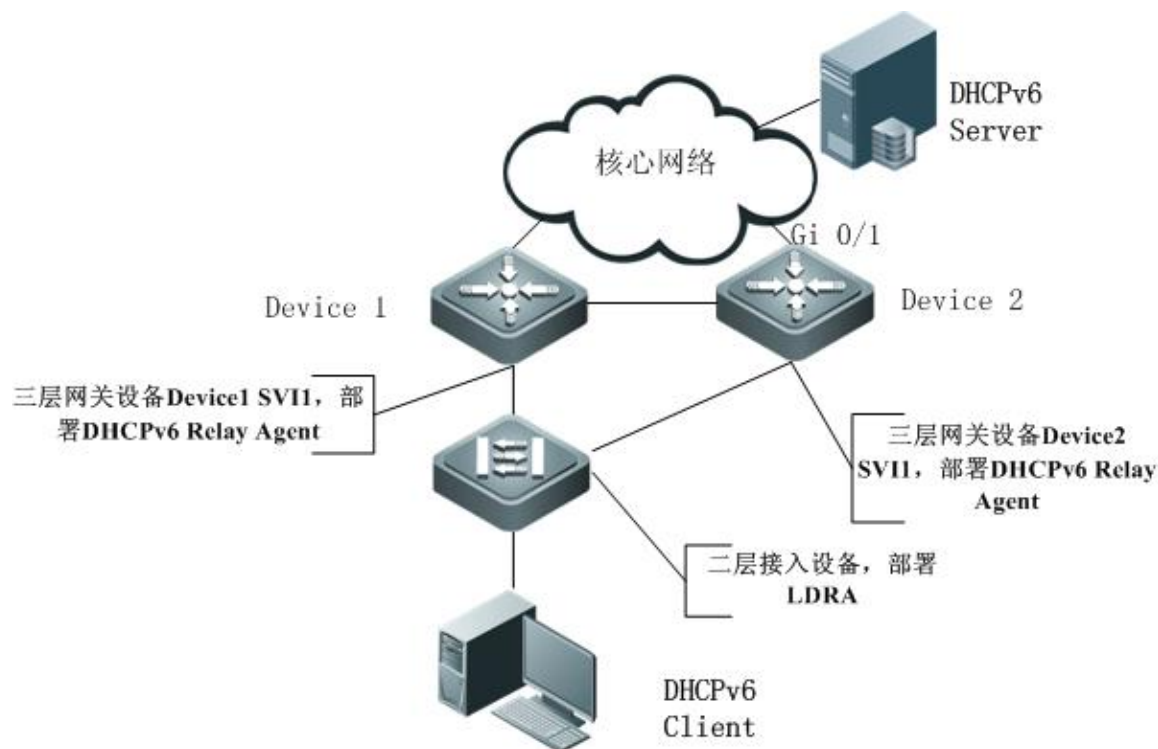 DHCPv6
Server
核心网络
Gi 0/1
Device 1
Device 2
三层网关设备Device1 SVI1，部
署DHCPv6 Relay Agent
三层网关设备Device2
SVI1，部署DHCPv6 Relay
Agent
二层接入设备，部署
LDRA
DHCPv6
Client